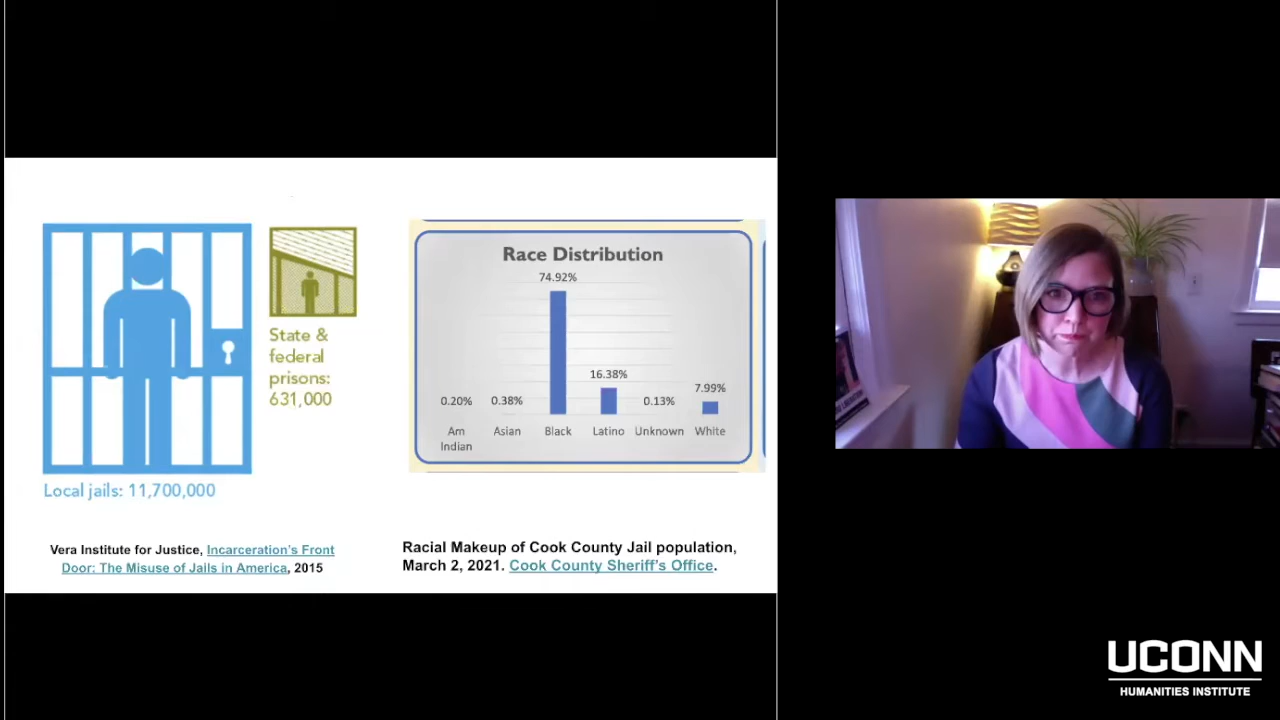 State &
federal
prisons:
631,000
Local jails: 11,700,000
Vera Institute for Justice, Incarceration's Front
Door: The Misuse of Jails in America, 2015
Race Distribution
74.92%
16.38%
7.99%
0.20%
0.38%
0.13%
Am
Indian
Asian
Black
Latino
Unknown
White
Racial Makeup of Cook County Jail population,
March 2, 2021. Cook County Sheriff's Office.
UCONN
HUMANITIES INSTITUTE